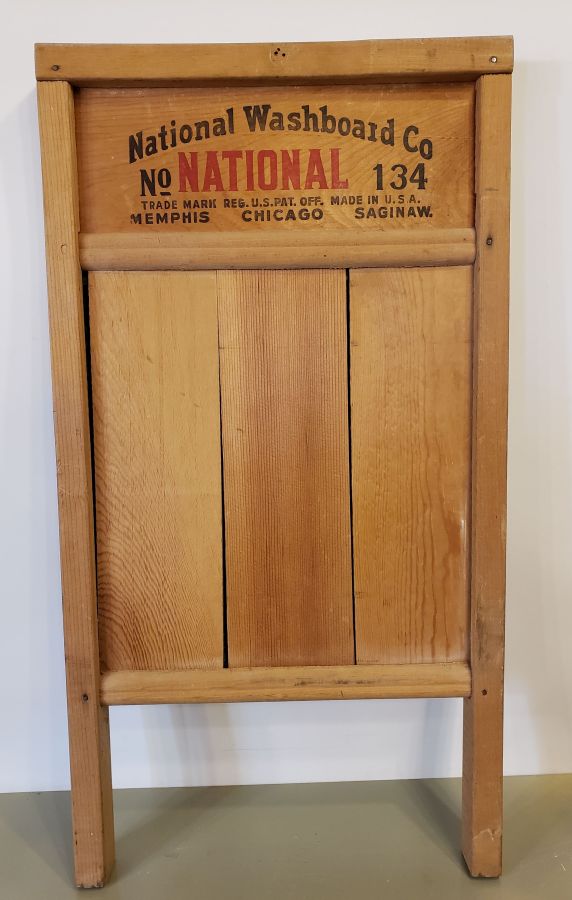 National Washboard Co
No NATIONAL 134
TRADE MARK REG. U.S. PAT. OFF. MADE IN U.S.A.
MEMPHIS CHICAGO SAGINAW.